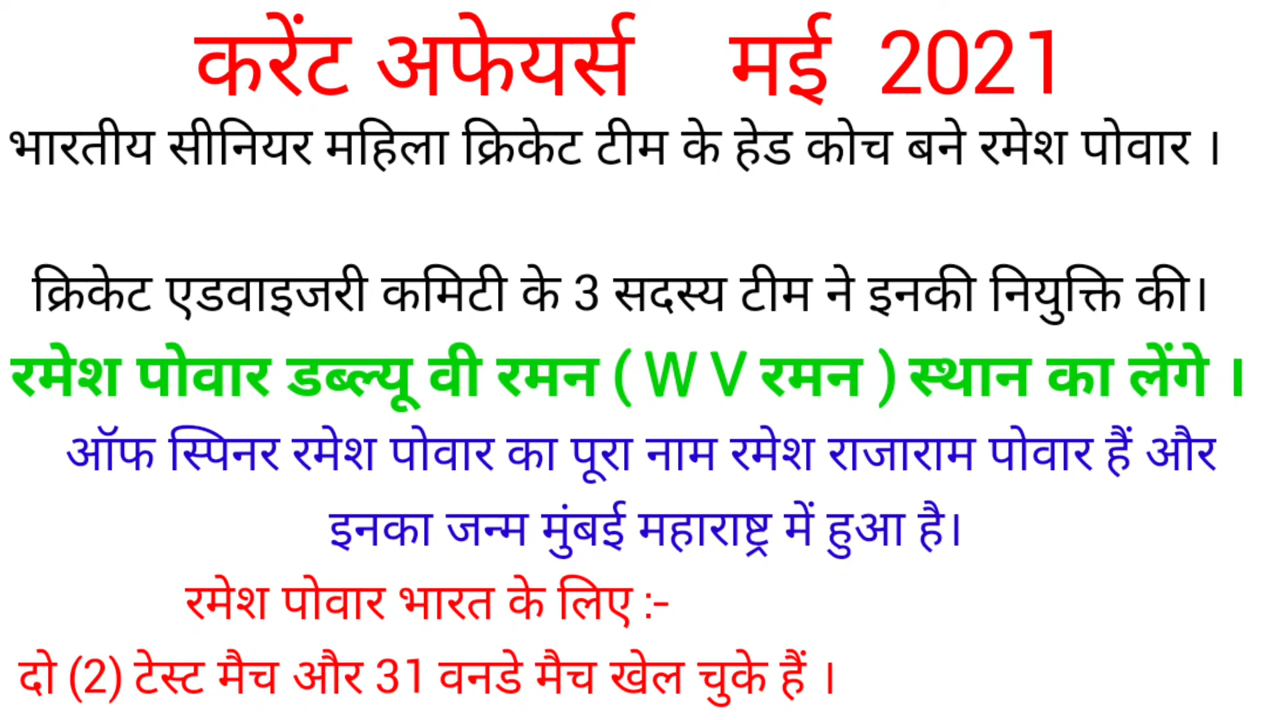 करेंट अफेयर्स मई 2021
भारतीय सीनियर महिला क्रिकेट टीम के हेड कोच बने रमेश पोवार ।
क्रिकेट एडवाइजरी कमिटी के 3 सदस्य टीम ने इनकी नियुक्ति की।
रमेश पोवार डब्ल्यू वी रमन ( W V रमन ) स्थान का लेंगे ।
ऑफ स्पिनर रमेश पोवार का पूरा नाम रमेश राजाराम पोवार हैं और
इनका जन्म मुंबई महाराष्ट्र में हुआ है।
रमेश पोवार भारत के लिए :-
दो (2) टेस्ट मैच और 31 वनडे मैच खेल चुके हैं ।